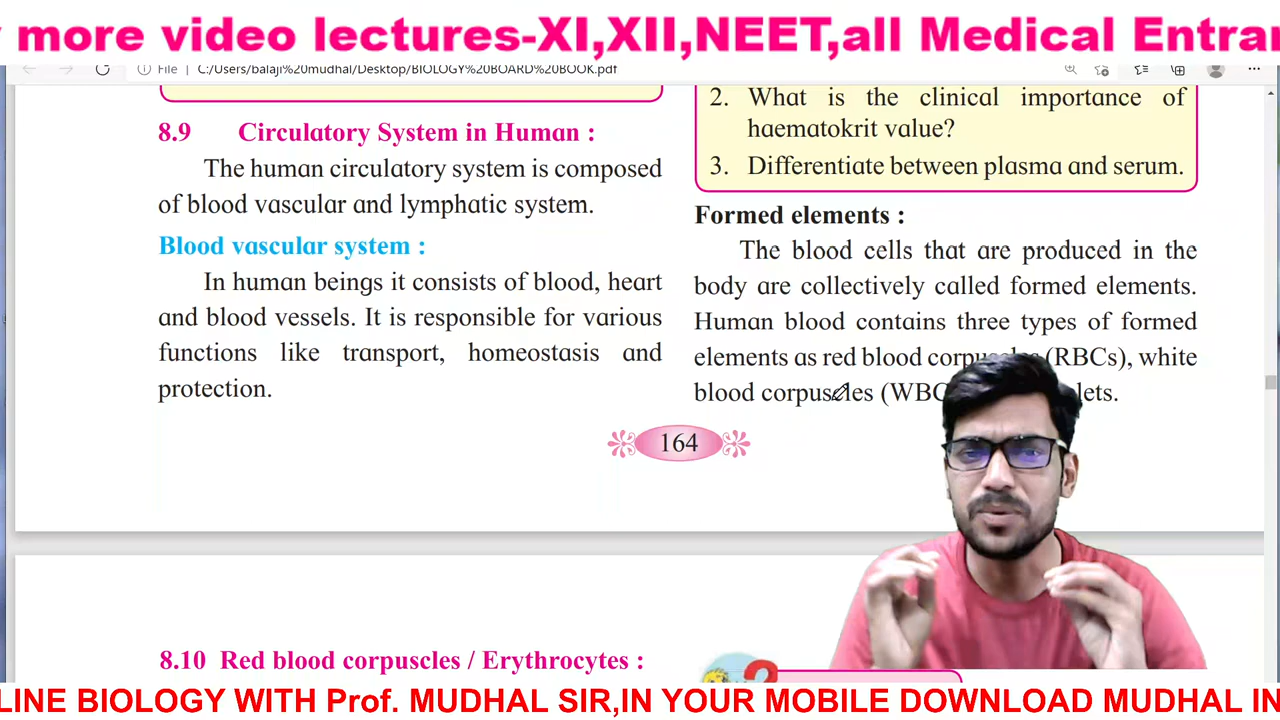 more video lectures-XI,XII,NEET,all Medical Entra
File | C:/Users/balaji%20mudhal/Desktop/BIOLOGY%20BOARD%20BOOK.pdf
8.9 Circulatory System in Human :
The human circulatory system is composed
of blood vascular and lymphatic system.
Blood vascular system :
In human beings it consists of blood, heart
and blood vessels. It is responsible for various
functions like transport, homeostasis and
protection.
2. What is the clinical importance of
haematokrit value?
3. Differentiate between plasma and serum.
Formed elements :
The blood cells that are produced in the
body are collectively called formed elements.
Human blood contains three types of formed
elements as red blood (RBCs), white
blood corpuscles (WBC lets.
164
8.10 Red blood corpuscles / Erythrocytes :
LINE BIOLOGY WITH Prof. MUDHAL SIR,IN YOUR MOBILE DOWNLOAD MUDHAL IN